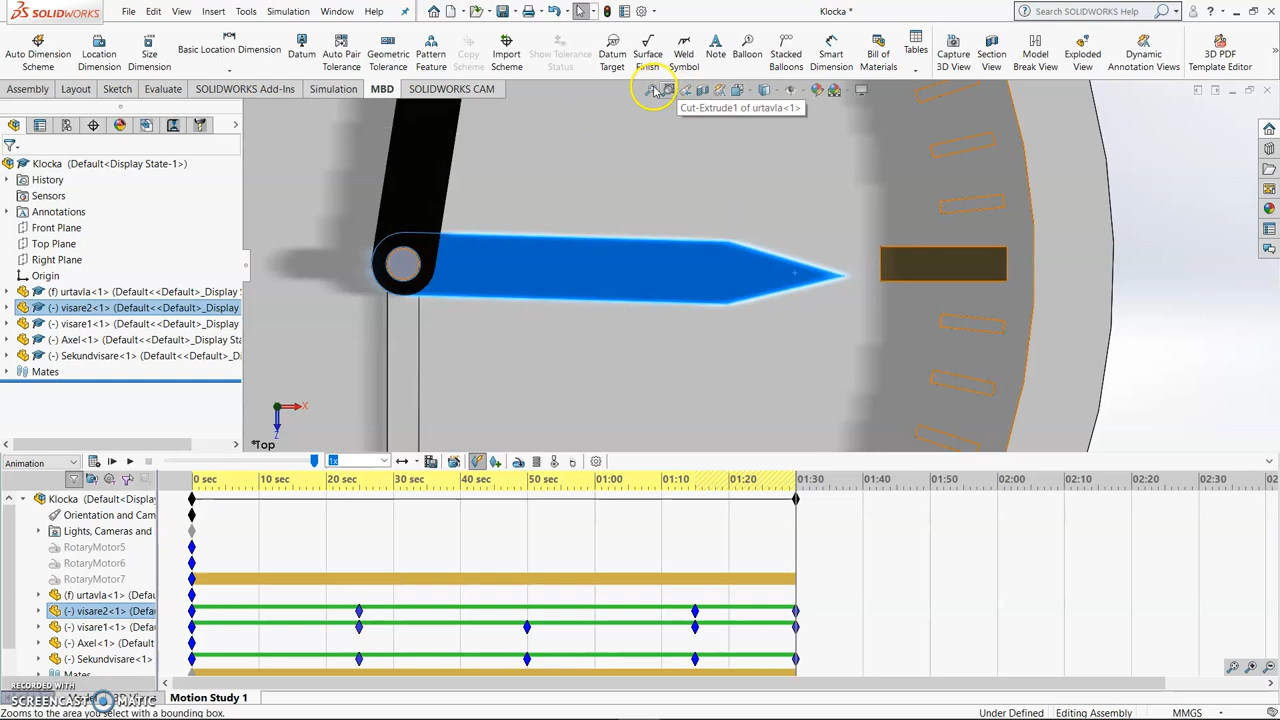 SOLIDWORKS File Edit View Insert Tools Simulation Window Help Klocka * Search SOLIDWORKS Help
Auto Dimension Scheme
Location Dimension
Size Dimension
Basic Location Dimension
Datum
Auto Pair Tolerance
Geometric Tolerance
Pattern Feature
Copy Scheme
Import Scheme
Show Tolerance Status
Datum Target
Surface Finish
Weld Symbol
Note
Balloon
Stacked Balloons
Smart Dimension
Bill of Materials
Tables
Capture 3D View
Section View
Model Break View
Exploded View
Dynamic Annotation Views
3D PDF Template Editor
Assembly Layout Sketch Evaluate SOLIDWORKS Add-Ins Simulation MBD SOLIDWORKS CAM
Cut-Extrude1 of urtavla<1>
Klocka (Default<Display State-1>)
History
Sensors
Annotations
Front Plane
Top Plane
Right Plane
Origin
(f) urtavla<1> (Default<<Default>_Display
(-) visare2<1> (Default<<Default>_Display
(-) visare1<1> (Default<<Default>_Display
(-) Axel<1> (Default<<Default>_Display
(-) Sekundvisare<1> (Default<<Default>
Mates
X
Z
*Top
Animation 1x
Klocka (Default<Displa
0 sec 10 sec 20 sec 30 sec 40 sec 50 sec 01:00 01:10 01:20 01:30 01:40 01:50 02:00 02:10 02:20 02:30 02
Orientation and Cam
Lights, Cameras and
RotaryMotor5
RotaryMotor6
RotaryMotor7
(f) urtavla<1> (Defau
(-) visare2<1> (Defa
(-) visare1<1> (Defau
(-) Axel<1> (Default
(-) Sekundvisare<1>
Mates
RECORDED WITH
SCREENCAST MATIC
Motion Study 1
Zooms to the area you select with a bounding box. Under Defined Editing Assembly MMGS